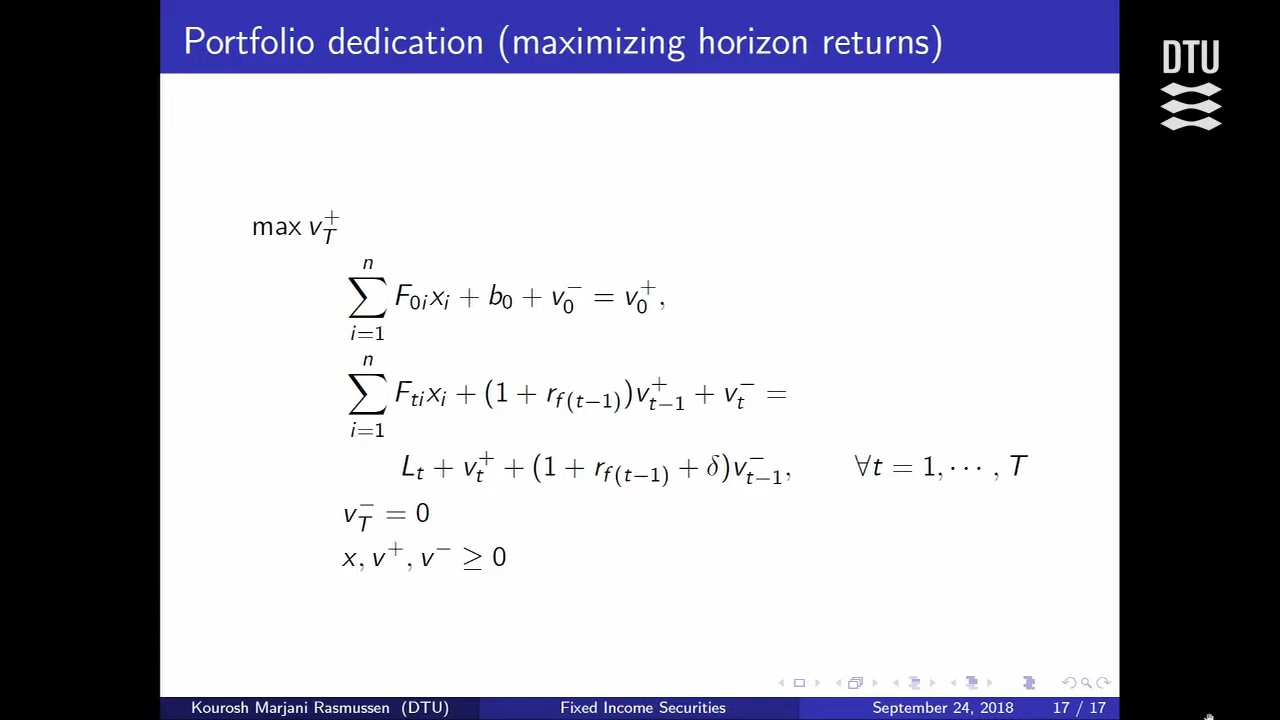 Portfolio dedication (maximizing horizon returns)
DTU
max v_T^+
\sum_{i=1}^{n} F_{0i} x_i + b_0 + v_0^- = v_0^+,
\sum_{i=1}^{n} F_{ti} x_i + (1 + r_{f(t-1)}) v_{t-1}^+ + v_t^- =
L_t + v_t^+ + (1 + r_{f(t-1)} + δ) v_{t-1}^-, ∀t = 1, ⋯ , T
v_T^- = 0
x, v^+, v^- ≥ 0
Kourosh Marjani Rasmussen (DTU) Fixed Income Securities September 24, 2018 17 / 17